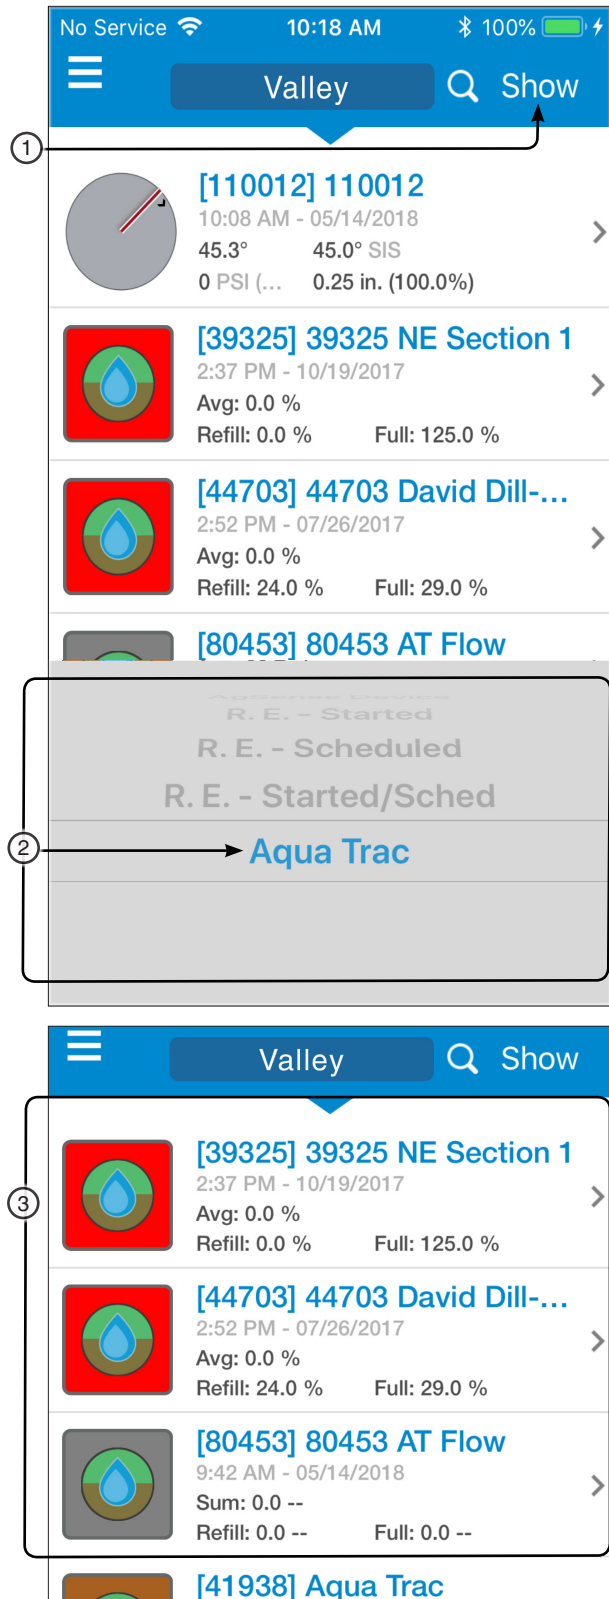 No Service 10:18 AM 100%
Valley Show
1
[110012] 110012
10:08 AM - 05/14/2018
45.3° 45.0° SIS
0 PSI (... 0.25 in. (100.0%)
[39325] 39325 NE Section 1
2:37 PM - 10/19/2017
Avg: 0.0 %
Refill: 0.0 % Full: 125.0 %
[44703] 44703 David Dill-...
2:52 PM - 07/26/2017
Avg: 0.0 %
Refill: 24.0 % Full: 29.0 %
[80453] 80453 AT Flow
AgSense Device
R. E. - Started
R. E. - Scheduled
R. E. - Started/Sched
2
Aqua Trac
Valley Show
[39325] 39325 NE Section 1
2:37 PM - 10/19/2017
3
Avg: 0.0 %
Refill: 0.0 % Full: 125.0 %
[44703] 44703 David Dill-...
2:52 PM - 07/26/2017
Avg: 0.0 %
Refill: 24.0 % Full: 29.0 %
[80453] 80453 AT Flow
9:42 AM - 05/14/2018
Sum: 0.0 --
Refill: 0.0 -- Full: 0.0 --
[41938] Aqua Trac